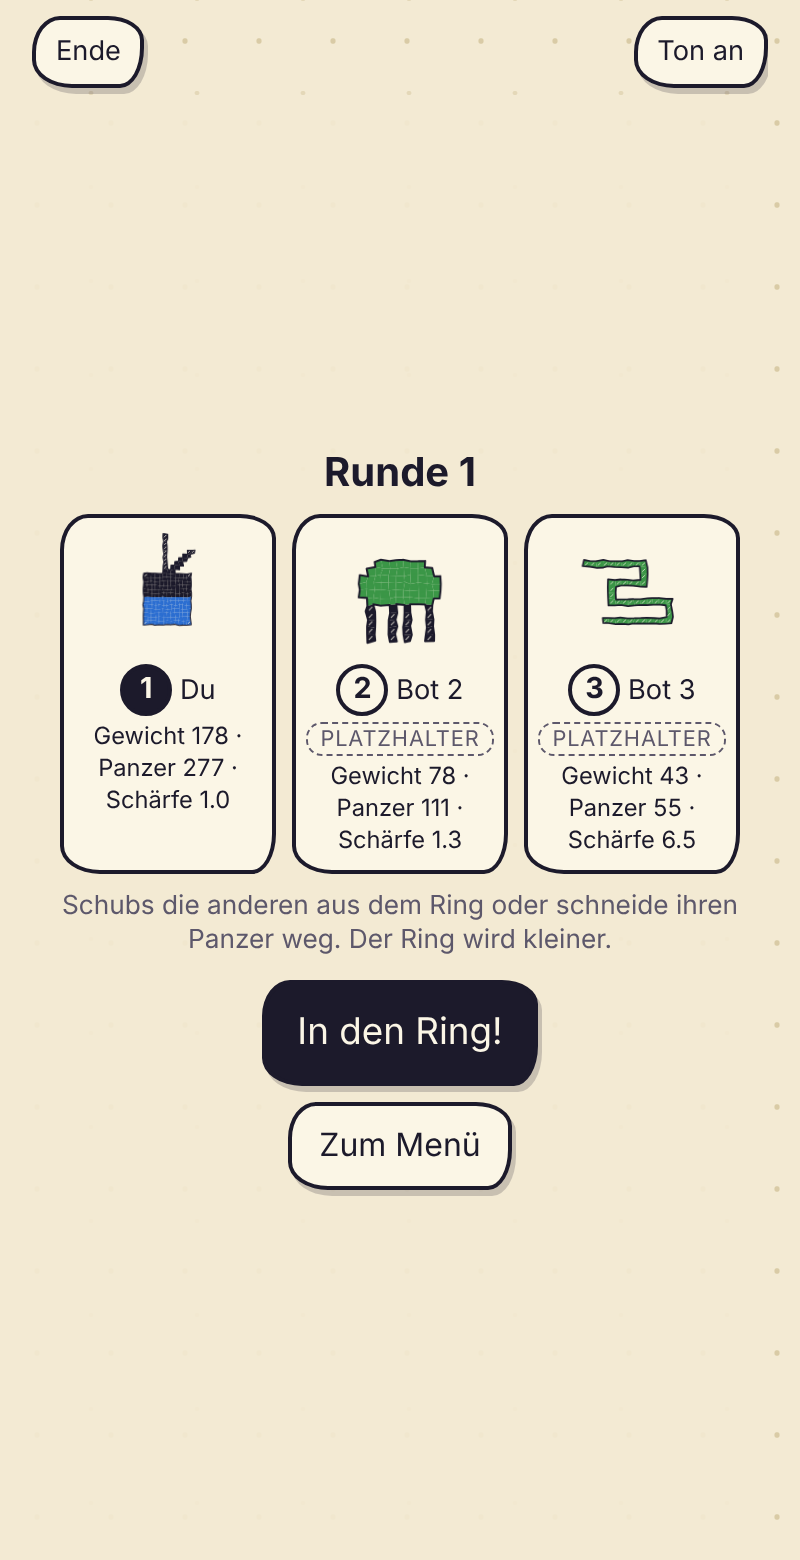 Ende
Ton an
Runde 1
1 Du
Gewicht 178 ·
Panzer 277 ·
Schärfe 1.0
2 Bot 2
PLATZHALTER
Gewicht 78 ·
Panzer 111 ·
Schärfe 1.3
3 Bot 3
PLATZHALTER
Gewicht 43 ·
Panzer 55 ·
Schärfe 6.5
Schubs die anderen aus dem Ring oder schneide ihren
Panzer weg. Der Ring wird kleiner.
In den Ring!
Zum Menü